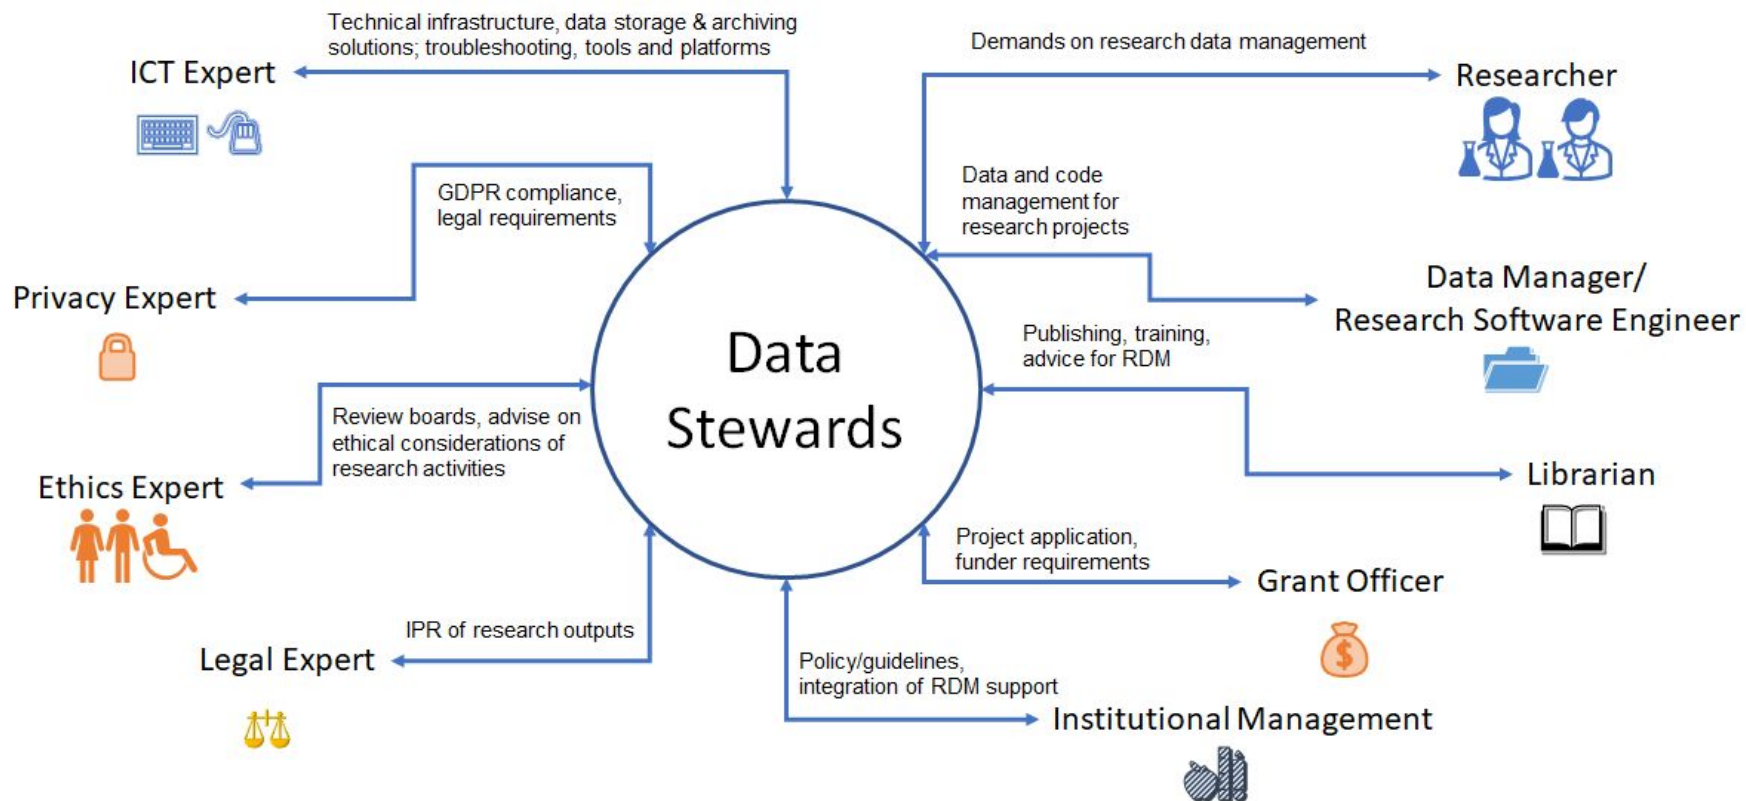 Technical infrastructure, data storage & archiving
solutions; troubleshooting, tools and platforms
ICT Expert
Demands on research data management
Researcher
GDPR compliance,
legal requirements
Privacy Expert
Data and code
management for
research projects
Data Manager/
Research Software Engineer
Data
Stewards
Publishing, training,
advice for RDM
Review boards, advise on
ethical considerations of
research activities
Ethics Expert
Librarian
Project application,
funder requirements
Grant Officer
$
IPR of research outputs
Legal Expert
Policy/guidelines,
integration of RDM support
Institutional Management